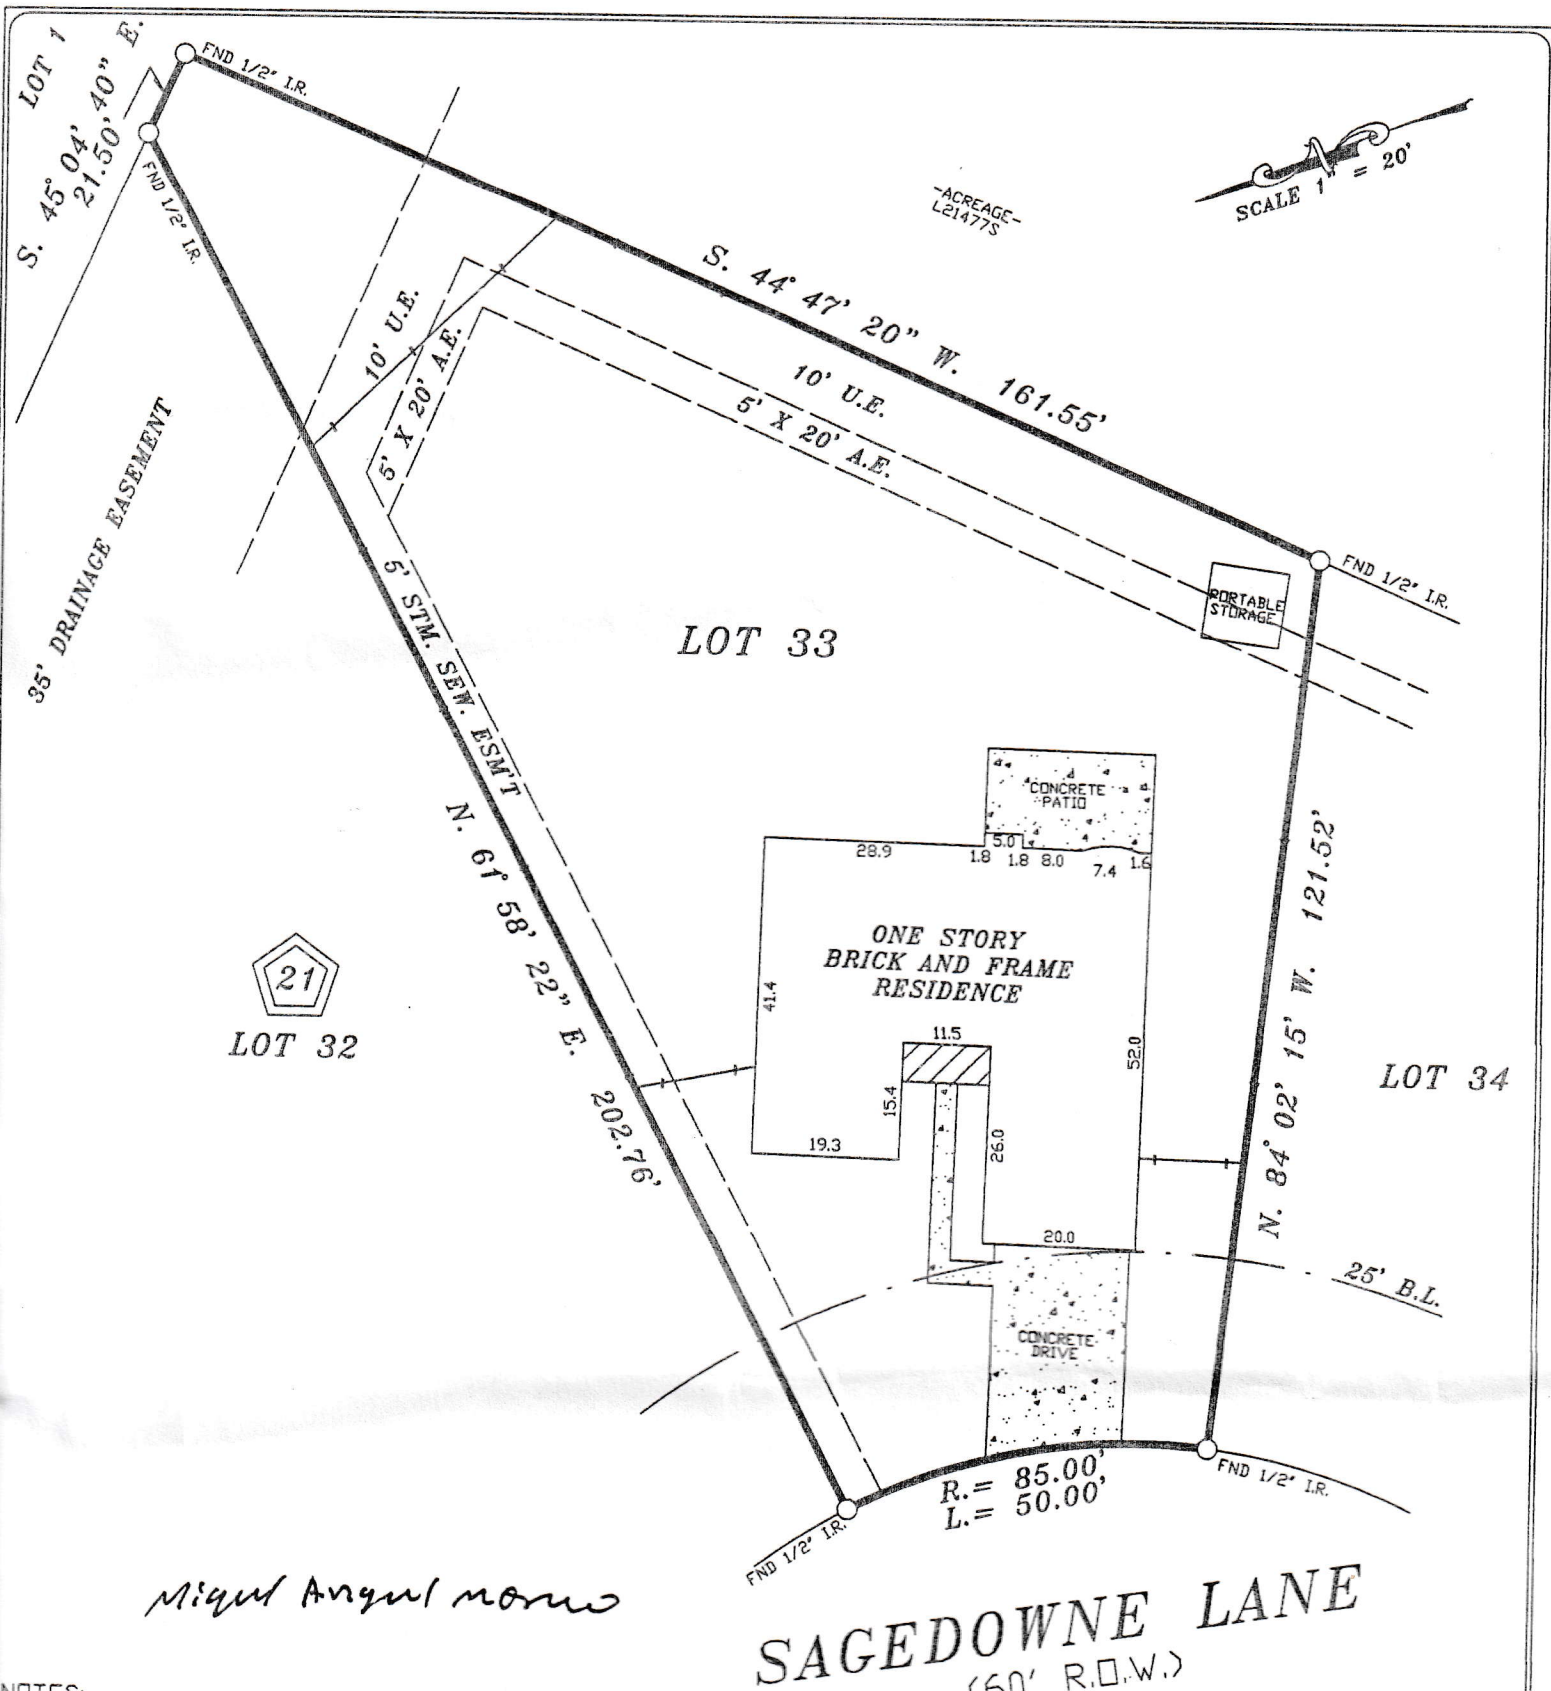 LOT 1
S. 45° 04' 40" E.
21.50'
FND 1/2" I.R.
FND 1/2" I.R.
-ACREAGE-
L21477S
N
SCALE 1" = 20'
S. 44° 47' 20" W. 161.55'
10' U.E.
5' X 20' A.E.
10' U.E.
5' X 20' A.E.
35' DRAINAGE EASEMENT
FND 1/2" I.R.
PORTABLE
STORAGE
LOT 33
5' STM. SEW. ESM'T
N. 61° 58' 22" E. 202.76'
CONCRETE
PATIO
28.9
1.8
5.0
1.8
8.0
7.4
1.6
N. 84° 02' 15" W. 121.52'
ONE STORY
BRICK AND FRAME
RESIDENCE
41.4
21
LOT 32
11.5
52.0
LOT 34
15.4
19.3
26.0
20.0
25' B.L.
CONCRETE
DRIVE
R.= 85.00'
L.= 50.00'
FND 1/2" I.R.
FND 1/2" I.R.
Miguel Angel
SAGEDOWNE LANE
(60' R.O.W.)
NOTES: